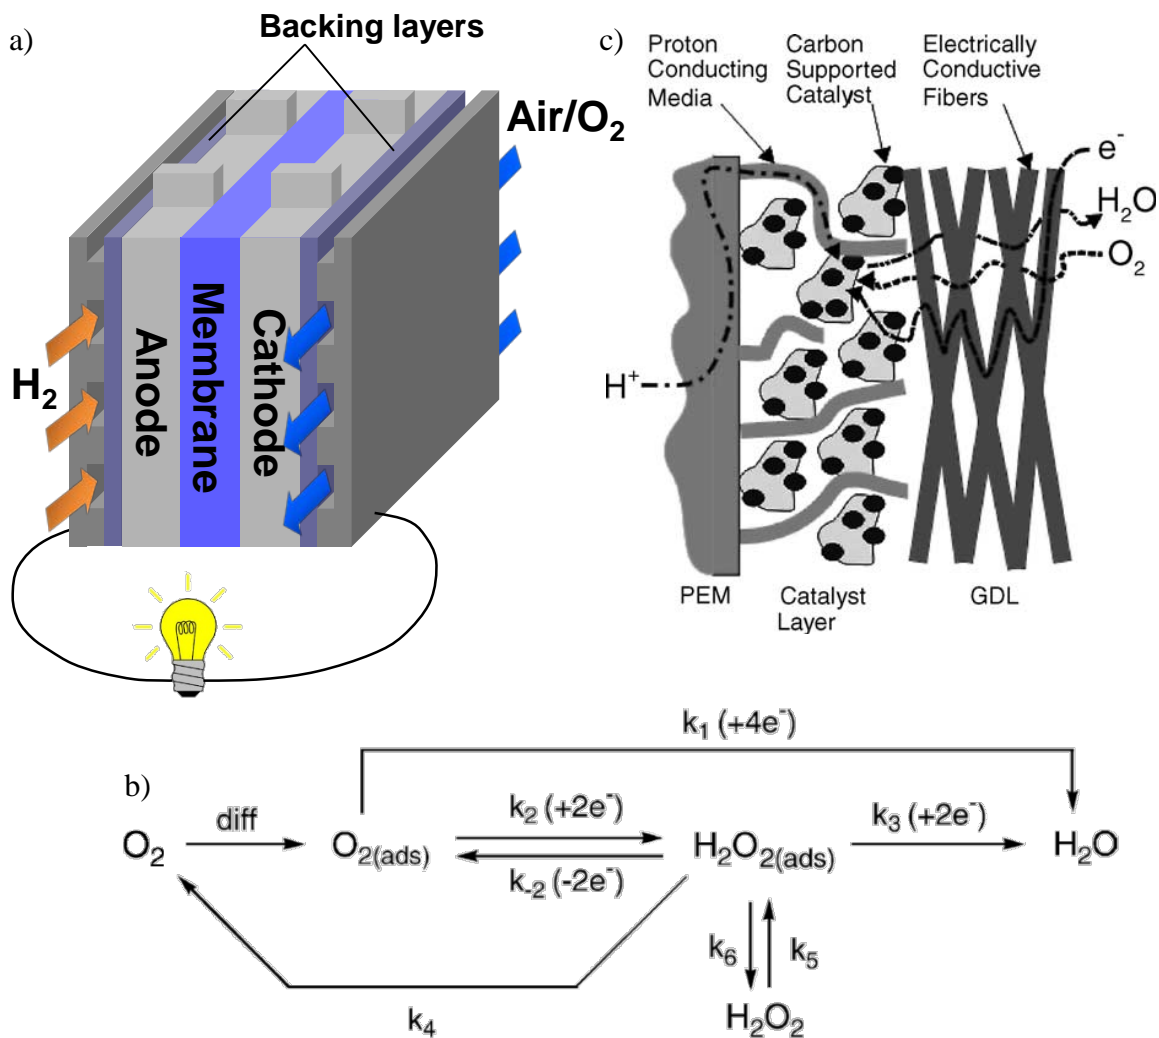 a)
Backing layers
Air/O₂
H₂
Anode
Membrane
Cathode
c)
Proton
Conducting
Media
Carbon
Supported
Catalyst
Electrically
Conductive
Fibers
e⁻
H₂O
O₂
H⁺
PEM
Catalyst
Layer
GDL
b)
k₁ (+4e⁻)
O₂
diff
O₂(ads)
k₂ (+2e⁻)
k₋₂ (-2e⁻)
H₂O₂(ads)
k₃ (+2e⁻)
H₂O
k₄
k₆
k₅
H₂O₂